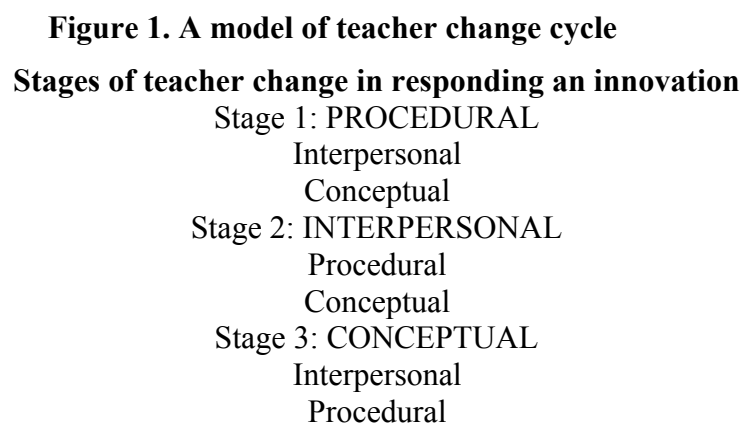 Figure 1. A model of teacher change cycle
Stages of teacher change in responding an innovation
Stage 1: PROCEDURAL
Interpersonal
Conceptual
Stage 2: INTERPERSONAL
Procedural
Conceptual
Stage 3: CONCEPTUAL
Interpersonal
Procedural